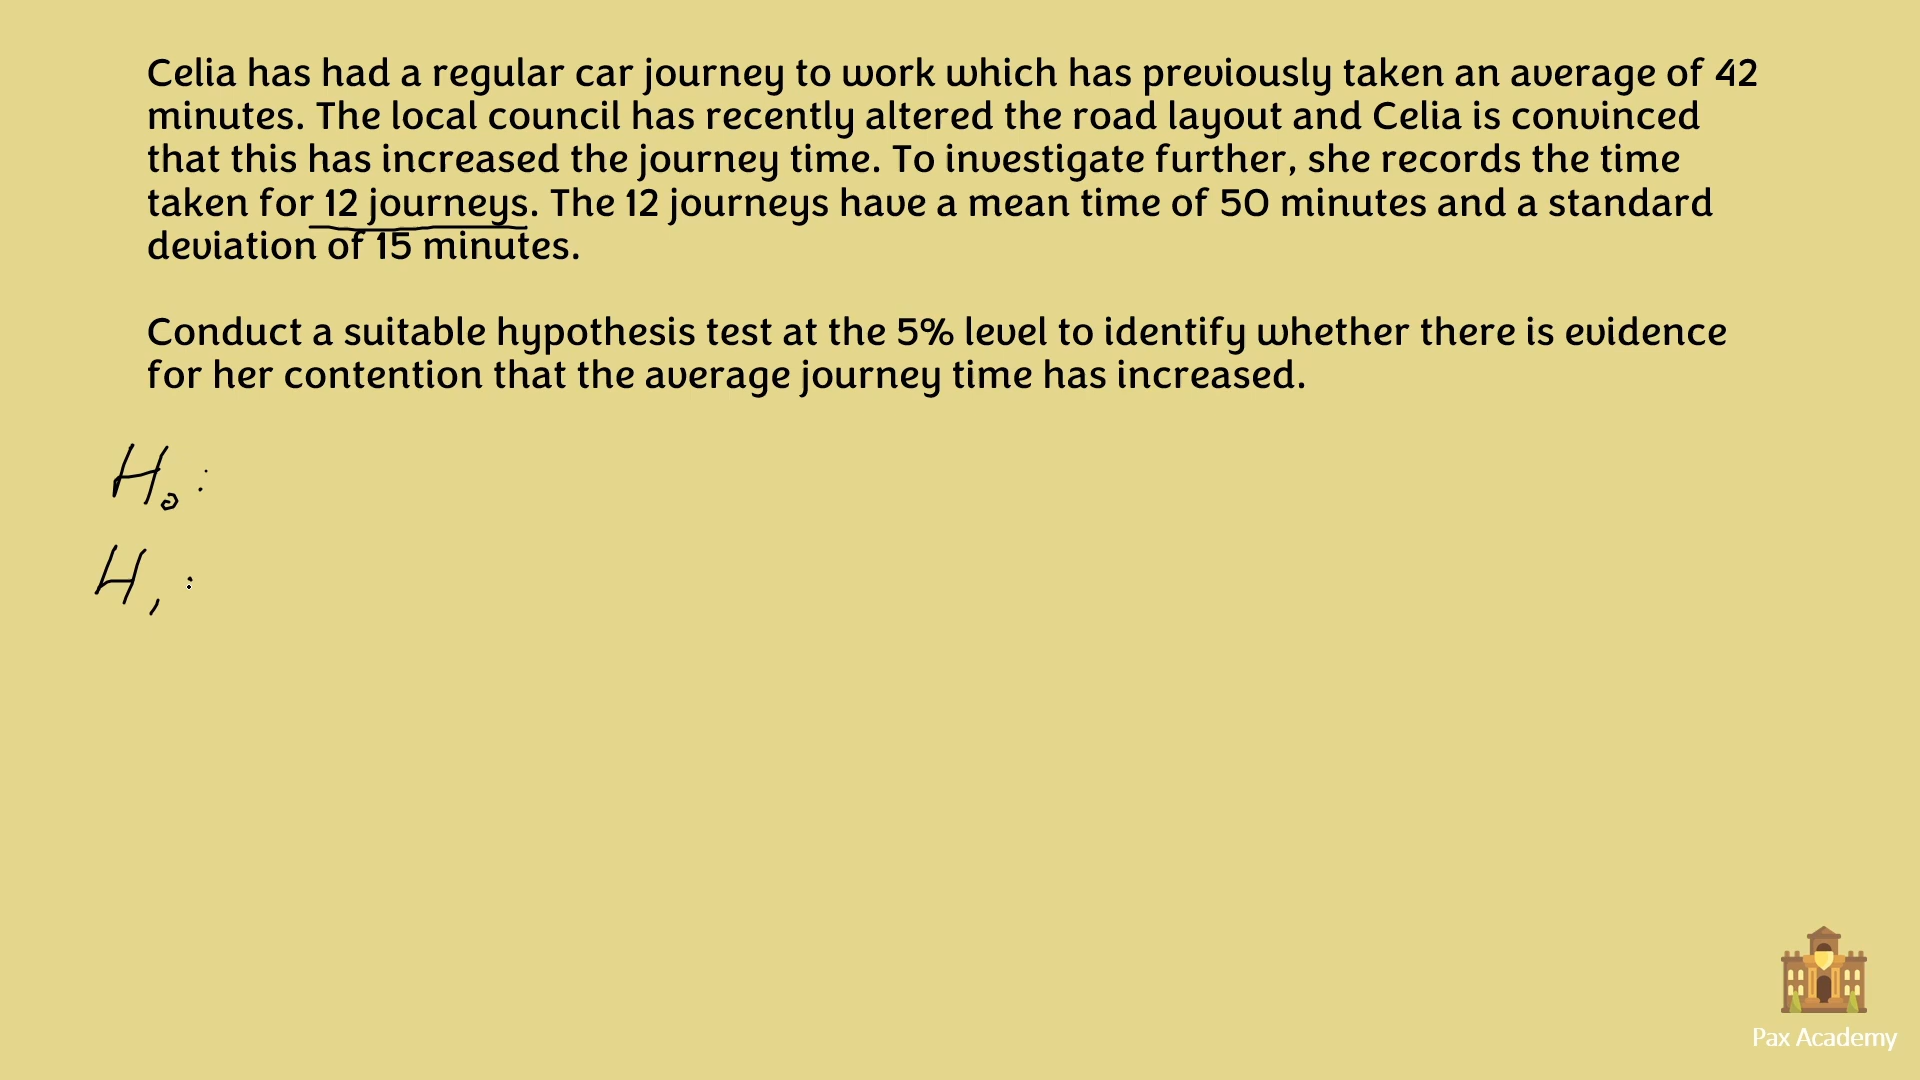 Celia has had a regular car journey to work which has previously taken an average of 42
minutes. The local council has recently altered the road layout and Celia is convinced
that this has increased the journey time. To investigate further, she records the time
taken for 12 journeys. The 12 journeys have a mean time of 50 minutes and a standard
deviation of 15 minutes.
Conduct a suitable hypothesis test at the 5% level to identify whether there is evidence
for her contention that the average journey time has increased.
H₀ :
H₁ :
Pax Academy